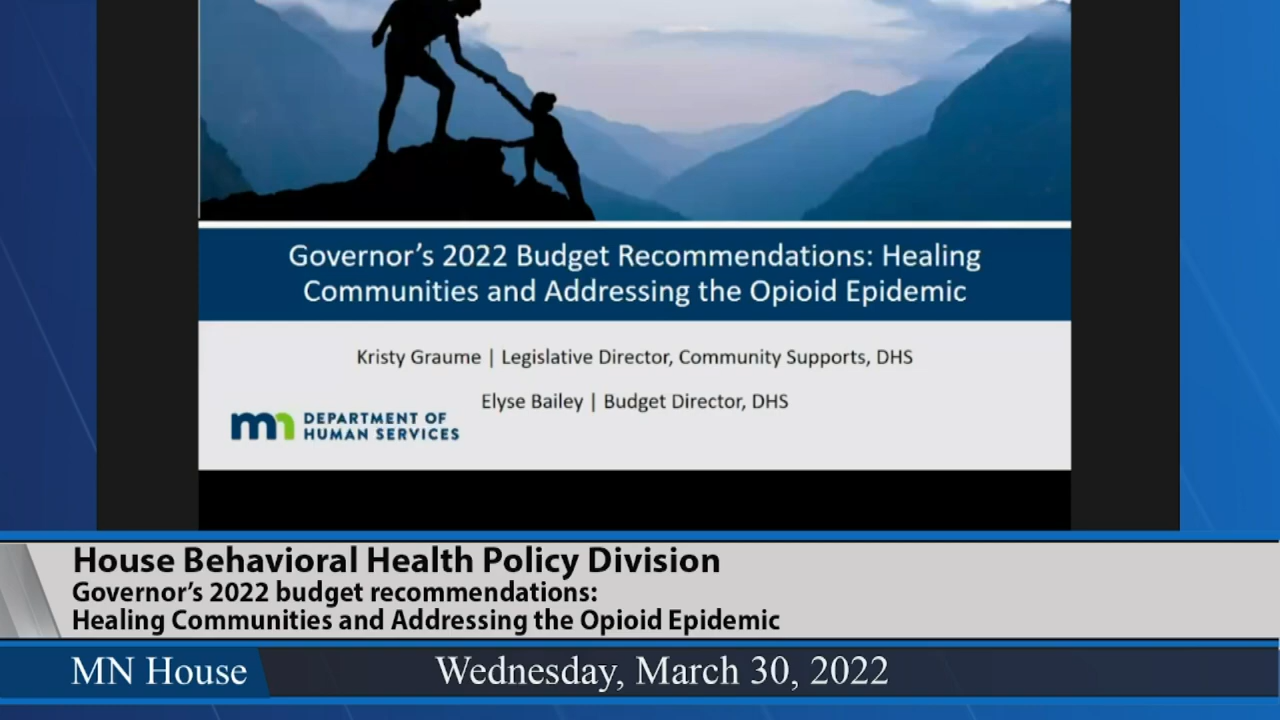 Governor's 2022 Budget Recommendations: Healing
Communities and Addressing the Opioid Epidemic
Kristy Graume | Legislative Director, Community Supports, DHS
Elyse Bailey | Budget Director, DHS
mn DEPARTMENT OF
HUMAN SERVICES
House Behavioral Health Policy Division
Governor's 2022 budget recommendations:
Healing Communities and Addressing the Opioid Epidemic
MN House Wednesday, March 30, 2022